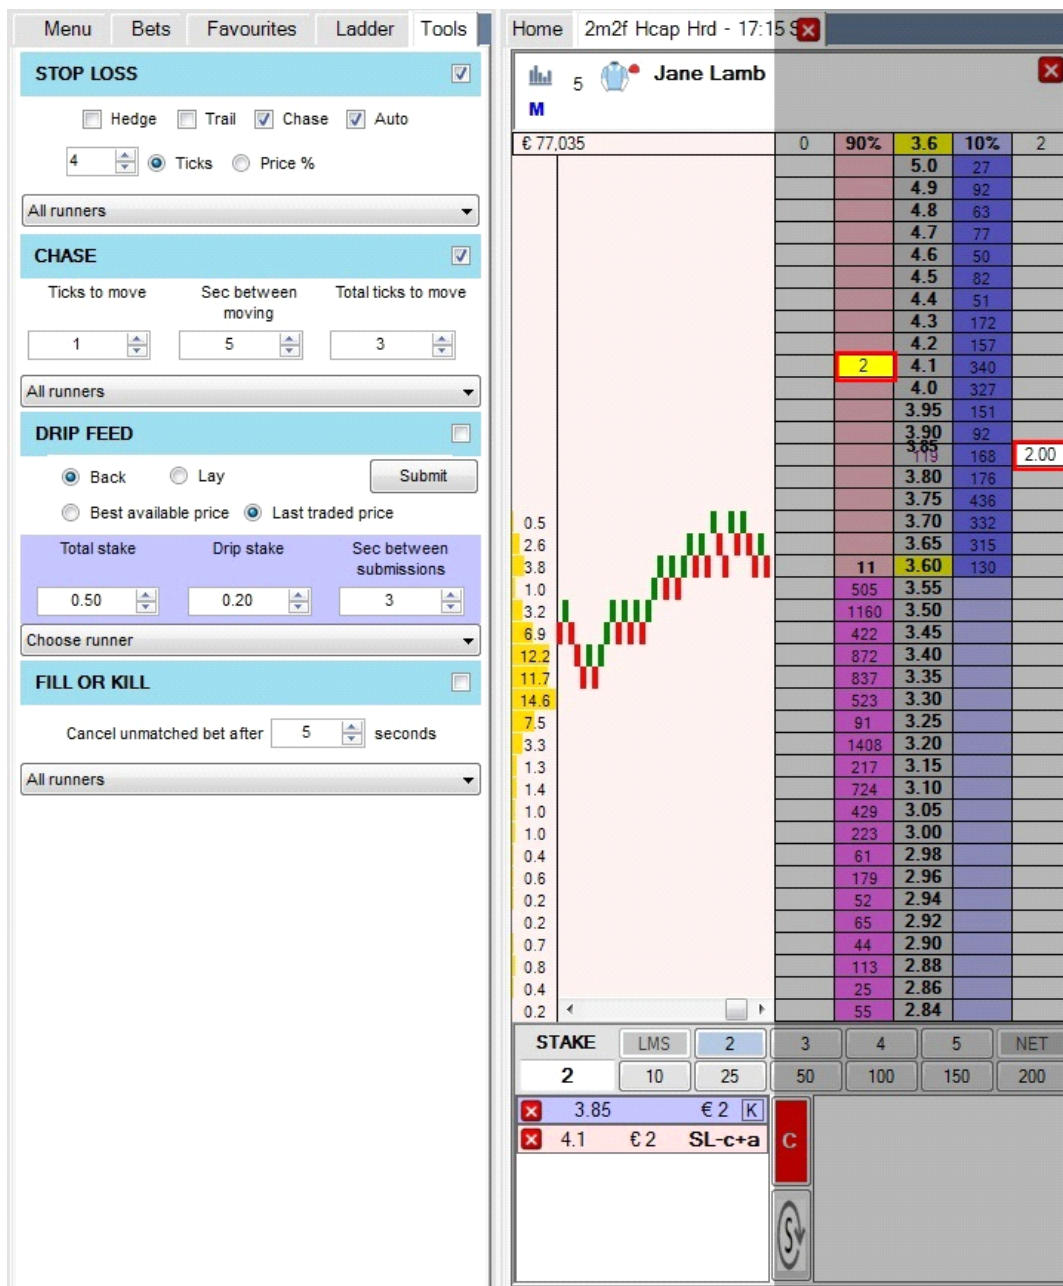 Menu Bets Favourites Ladder Tools
STOP LOSS
Hedge Trail Chase Auto
4 Ticks Price %
All runners
CHASE
Ticks to move Sec between moving Total ticks to move
1 5 3
All runners
DRIP FEED
Back Lay Submit
Best available price Last traded price
Total stake Drip stake Sec between submissions
0.50 0.20 3
Choose runner
FILL OR KILL
Cancel unmatched bet after 5 seconds
All runners
Home 2m2f Hcap Hrd - 17:15 S
5 Jane Lamb
M
€ 77,035 0 90% 3.6 10% 2
5.0 27
4.9 92
4.8 63
4.7 77
4.6 50
4.5 82
4.4 51
4.3 172
4.2 157
2 4.1 340
4.0 327
3.95 151
3.90 92
3.85 119 168 2.00
3.80 176
3.75 436
0.5 3.70 332
2.6 3.65 315
3.8 11 3.60 130
1.0 505 3.55
3.2 1160 3.50
6.9 422 3.45
12.2 872 3.40
11.7 837 3.35
14.6 523 3.30
7.5 91 3.25
3.3 1408 3.20
1.3 217 3.15
1.4 724 3.10
1.0 429 3.05
1.0 223 3.00
0.4 61 2.98
0.6 179 2.96
0.2 52 2.94
0.2 65 2.92
0.7 44 2.90
0.8 113 2.88
0.4 25 2.86
0.2 55 2.84
STAKE LMS 2 3 4 5 NET
2 10 25 50 100 150 200
3.85 € 2 K
4.1 € 2 SL-c+a
C
S